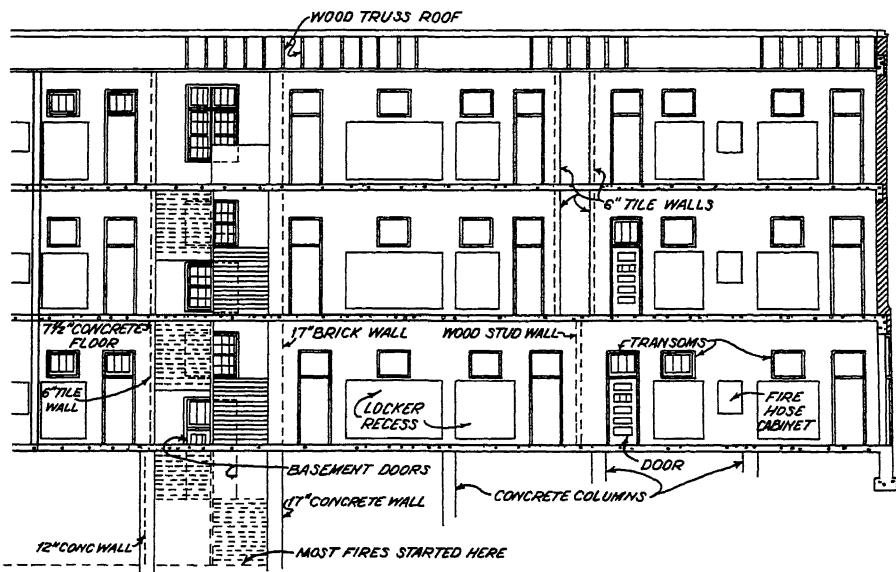 WOOD TRUSS ROOF
6" TILE WALLS
7½" CONCRETE
FLOOR
17" BRICK WALL
WOOD STUD WALL
TRANSOMS
6" TILE
WALL
LOCKER
RECESS
FIRE
HOSE
CABINET
BASEMENT DOORS
DOOR
CONCRETE COLUMNS
17" CONCRETE WALL
12" CONC WALL
MOST FIRES STARTED HERE